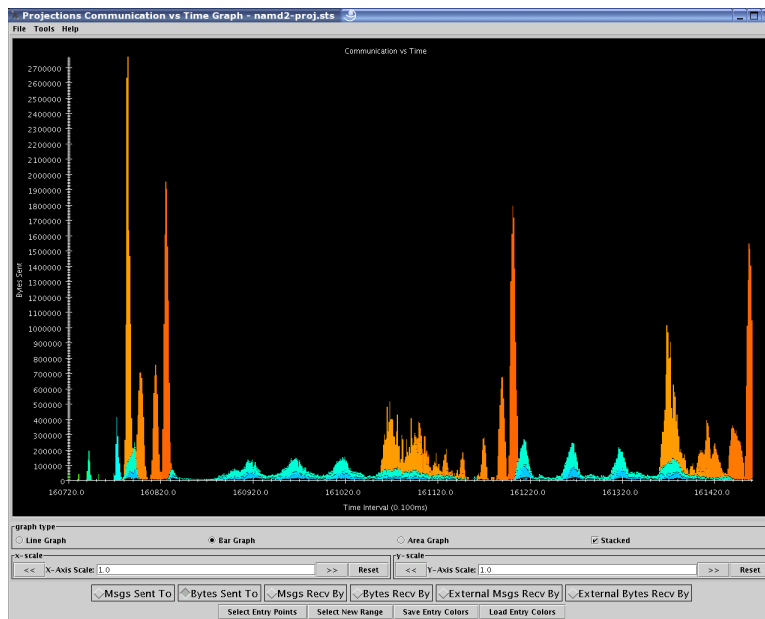 Projections Communication vs Time Graph - namd2-proj.sts
File Tools Help
Communication vs Time
2700000
2600000
2500000
2400000
2300000
2200000
2100000
2000000
1900000
1800000
1700000
1600000
1500000
1400000
1300000
1200000
1100000
1000000
900000
800000
700000
600000
500000
400000
300000
200000
100000
0
Bytes Sent
160720.0 160820.0 160920.0 161020.0 161120.0 161220.0 161320.0 161420.0
Time Interval (0.100ms)
graph type
Line Graph Bar Graph Area Graph Stacked
x-scale y-scale
<< X-Axis Scale: 1.0 >> Reset << Y-Axis Scale: 1.0 >> Reset
Msgs Sent To Bytes Sent To Msgs Recv By Bytes Recv By External Msgs Recv By External Bytes Recv By
Select Entry Points Select New Range Save Entry Colors Load Entry Colors